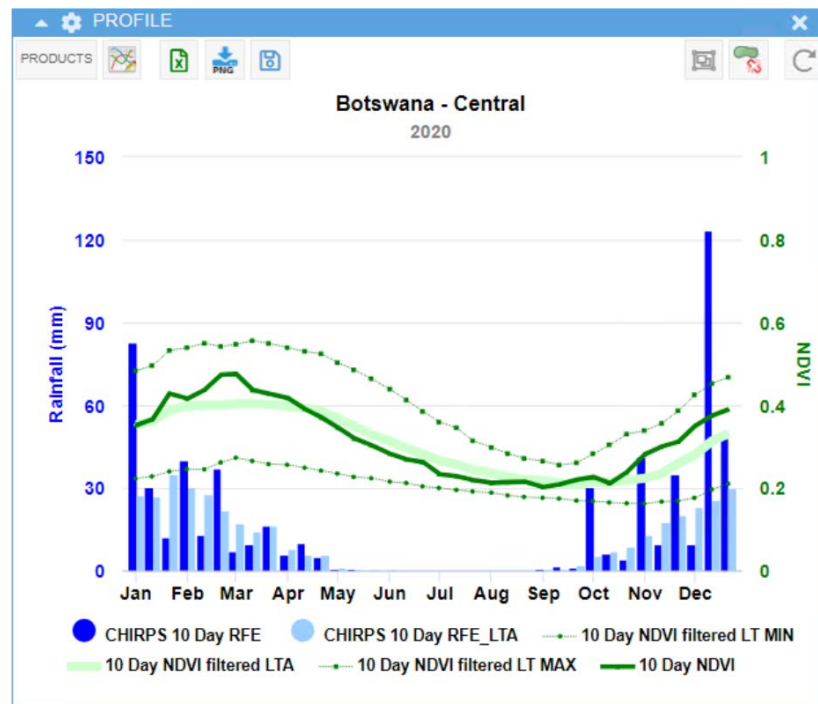 PROFILE
PRODUCTS
PNG
Botswana - Central
2020
150 1
120 0.8
90 0.6
60 0.4
30 0.2
0 0
Rainfall (mm)
NDVI
Jan Feb Mar Apr May Jun Jul Aug Sep Oct Nov Dec
CHIRPS 10 Day RFE CHIRPS 10 Day RFE_LTA 10 Day NDVI filtered LT MIN
10 Day NDVI filtered LTA 10 Day NDVI filtered LT MAX 10 Day NDVI